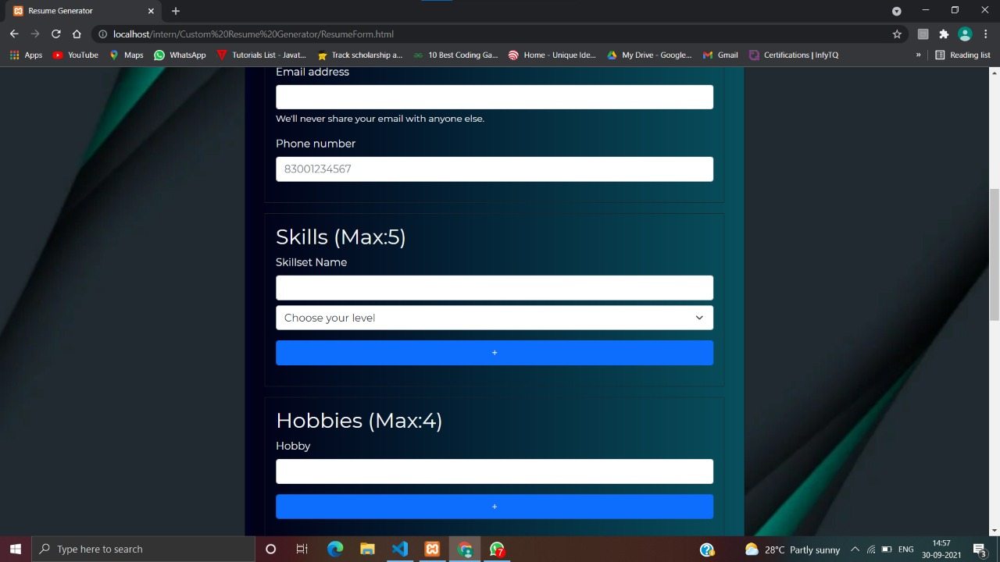 Resume Generator
localhost/intern/Custom%20Resume%20Generator/ResumeForm.html
Apps YouTube Maps WhatsApp Tutorials List - Javat... Track scholarship a... 10 Best Coding Ga... Home - Unique Ide... My Drive - Google... Gmail Certifications | InfyTQ » Reading list
Email address
We'll never share your email with anyone else.
Phone number
83001234567
Skills (Max:5)
Skillset Name
Choose your level
+
Hobbies (Max:4)
Hobby
+
Type here to search
7
28°C Partly sunny
ENG
14:57
30-09-2021
3